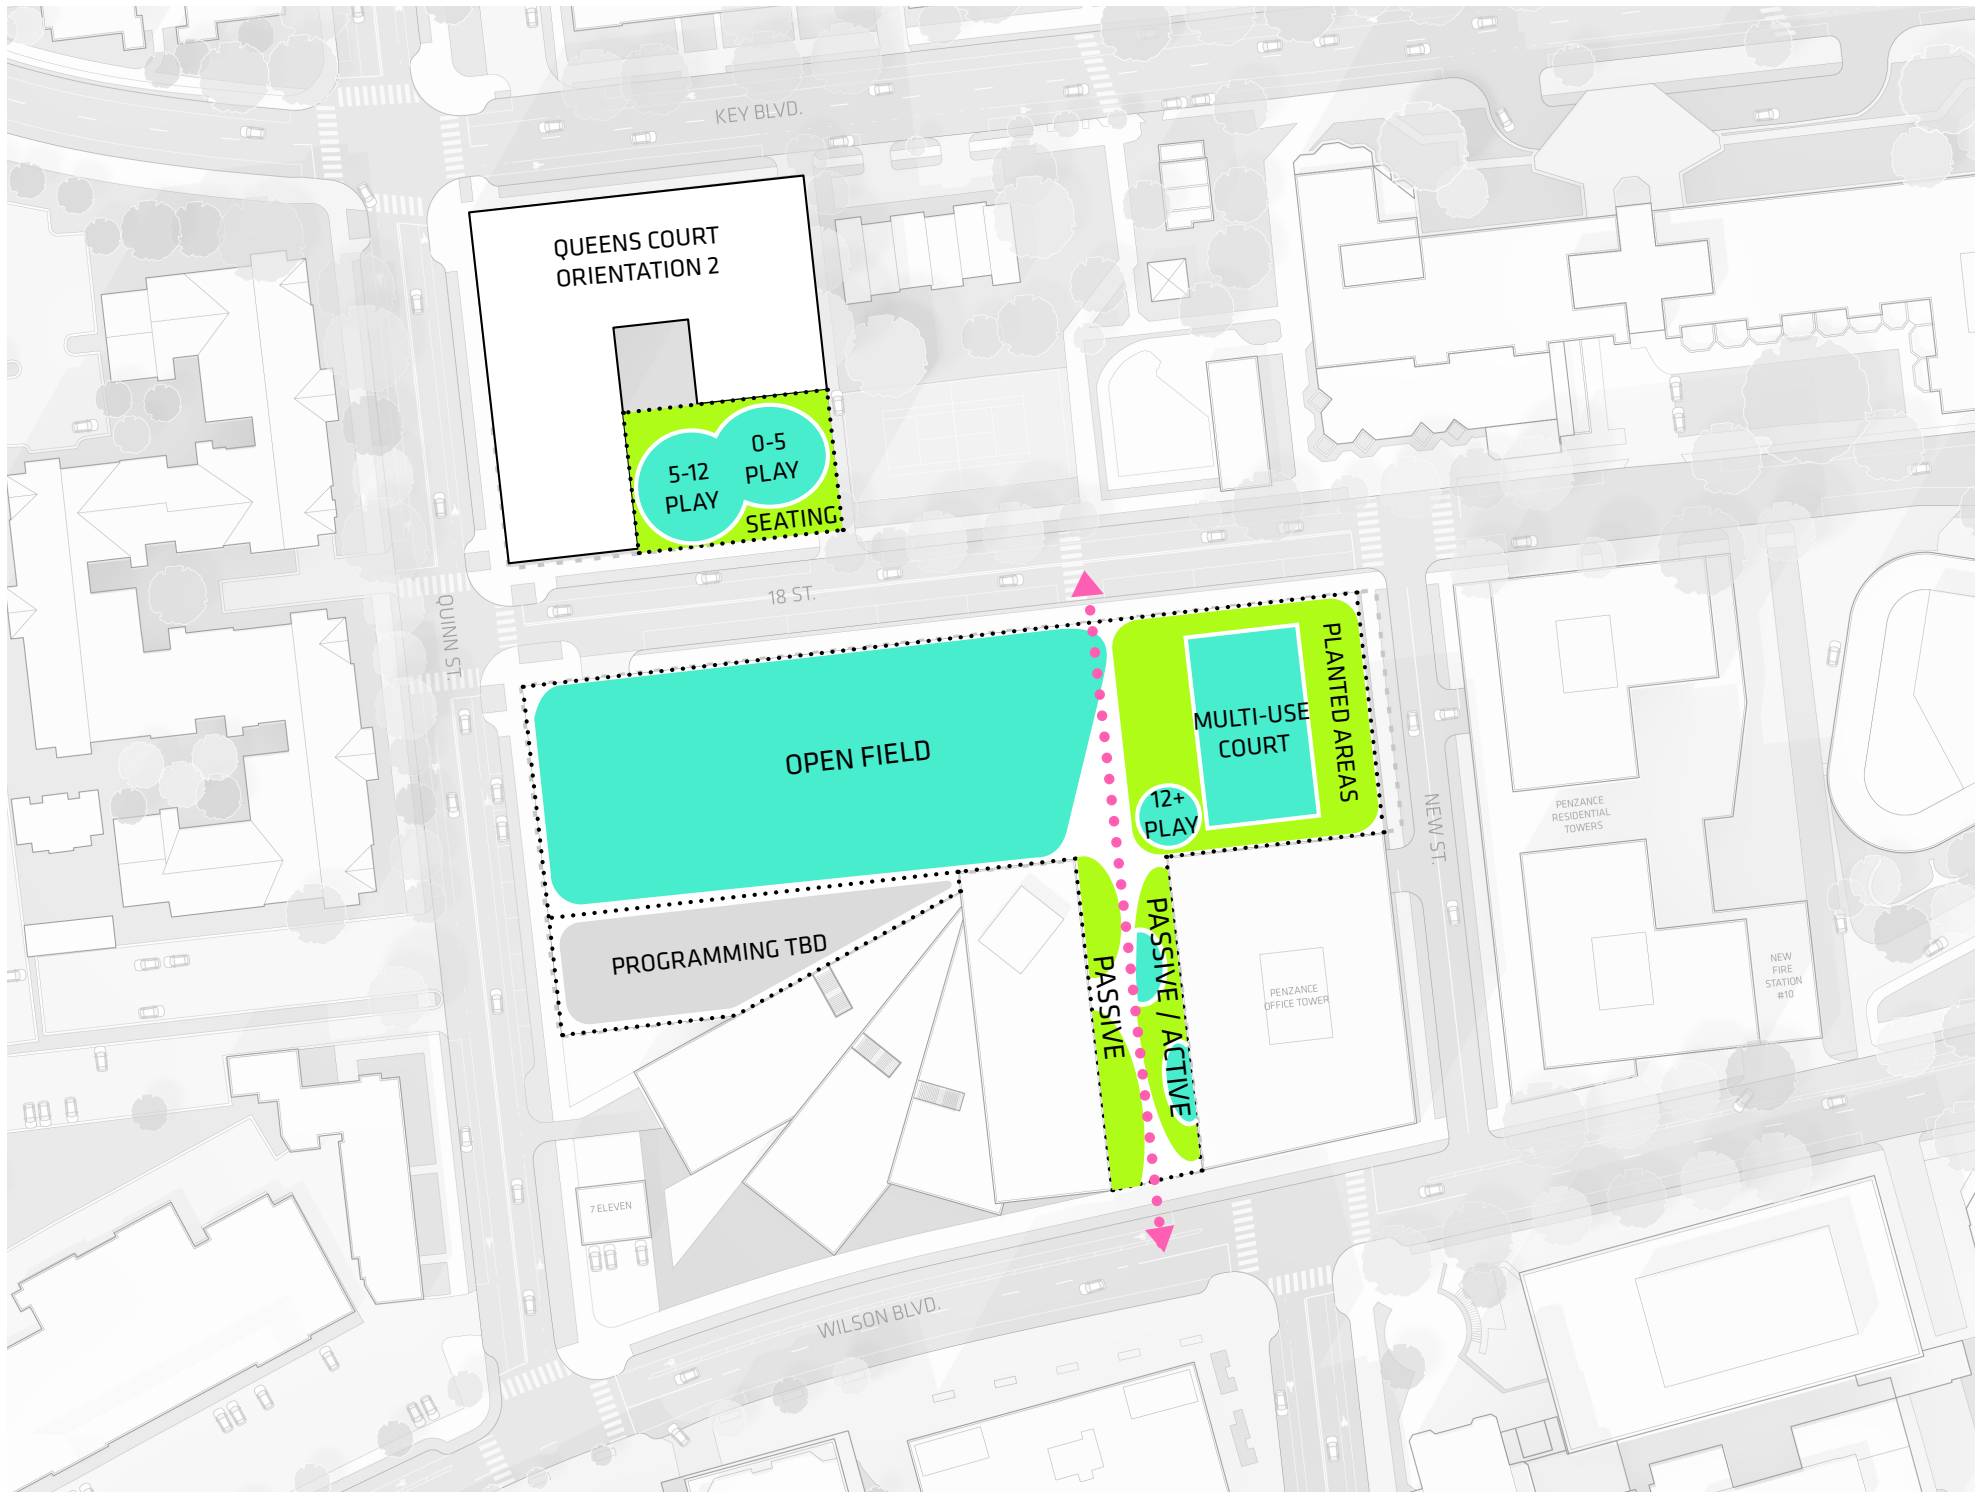 KEY BLVD.
QUEENS COURT
ORIENTATION 2
0-5
PLAY
5-12
PLAY
SEATING
18 ST.
QUINN ST.
OPEN FIELD
MULTI-USE
COURT
PLANTED AREAS
12+
PLAY
NEW ST.
PENZANCE
RESIDENTIAL
TOWERS
PROGRAMMING TBD
PASSIVE
PASSIVE / ACTIVE
PENZANCE
OFFICE TOWER
NEW
FIRE
STATION
#10
7 ELEVEN
WILSON BLVD.